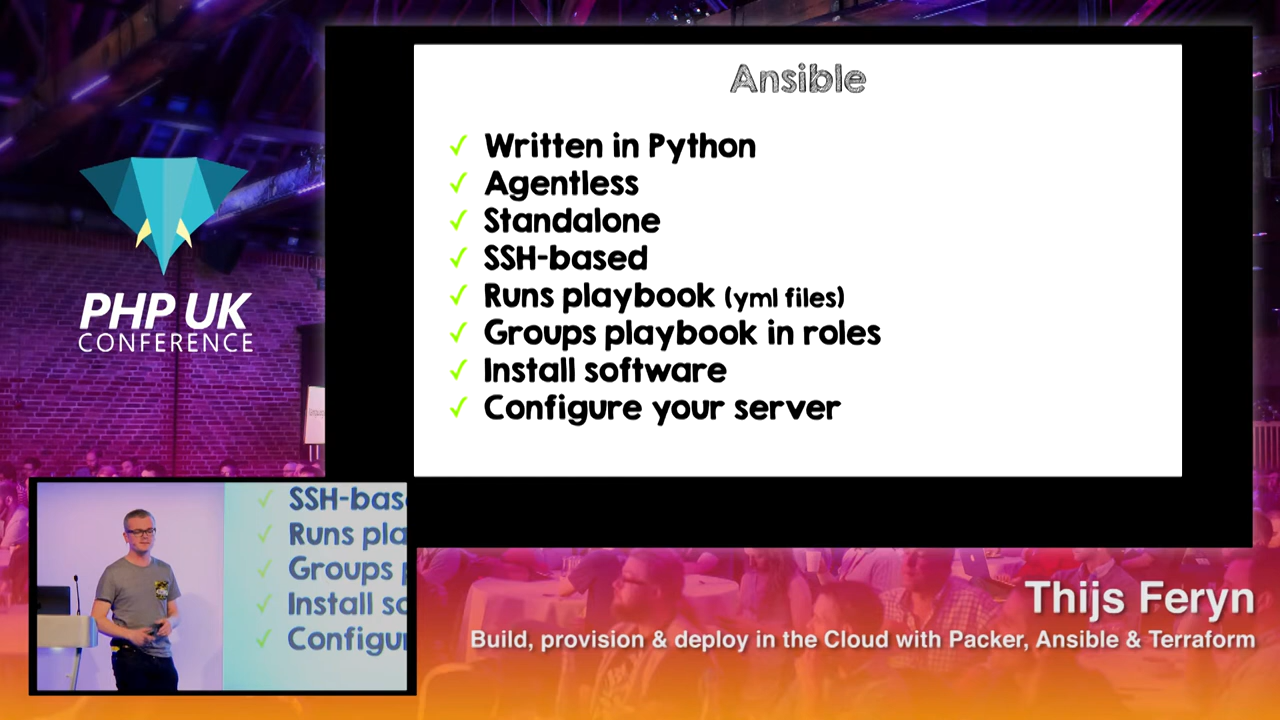 Ansible
✓ Written in Python
✓ Agentless
✓ Standalone
✓ SSH-based
✓ Runs playbook (yml files)
✓ Groups playbook in roles
✓ Install software
✓ Configure your server
PHP UK
CONFERENCE
✓ SSH-bas
✓ Runs pla
✓ Groups p
✓ Install so
✓ Configur
Thijs Feryn
Build, provision & deploy in the Cloud with Packer, Ansible & Terraform